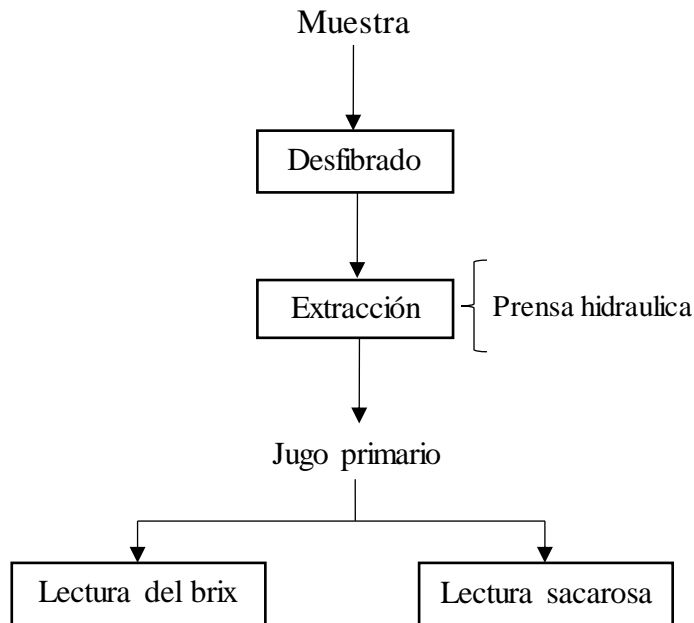 Muestra
Desfibrado
Extracción
Prensa hidraulica
Jugo primario
Lectura del brix
Lectura sacarosa